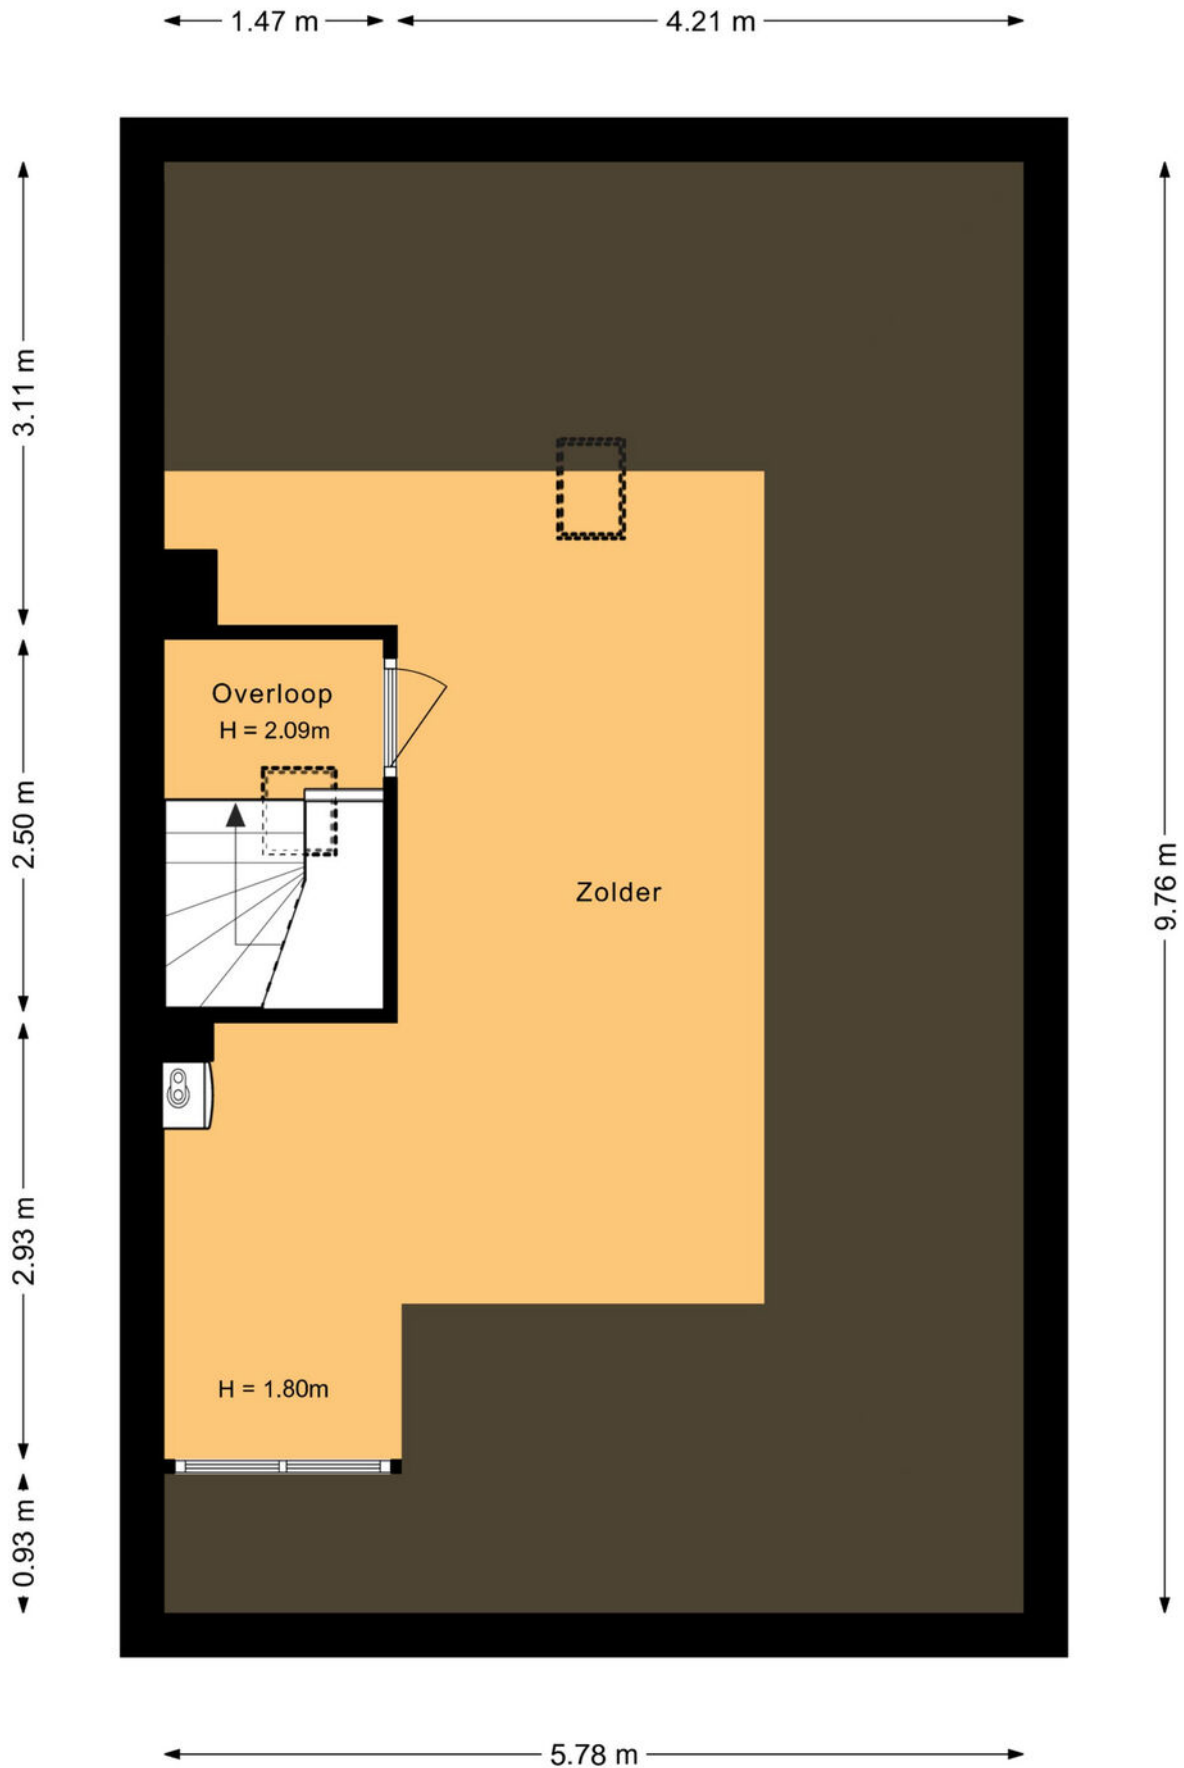 1.47 m
4.21 m
3.11 m
Overloop
H = 2.09m
2.50 m
Zolder
9.76 m
2.93 m
H = 1.80m
0.93 m
5.78 m